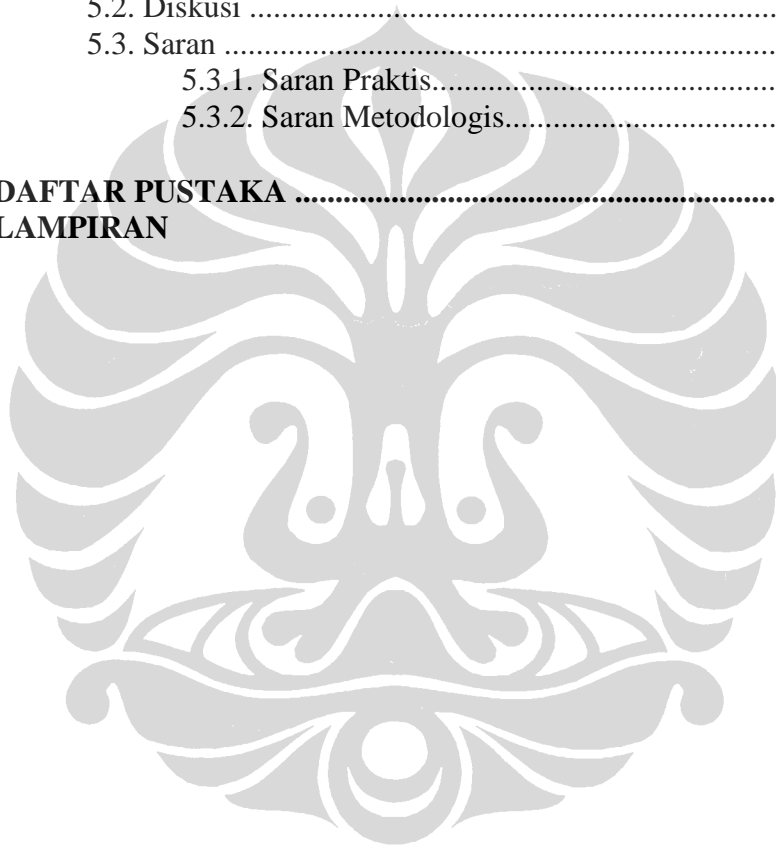 5.2. Diskusi ................................................................................
5.3. Saran ...................................................................................
5.3.1. Saran Praktis....................................................
5.3.2. Saran Metodologis.........................................
DAFTAR PUSTAKA ...........................................................
LAMPIRAN